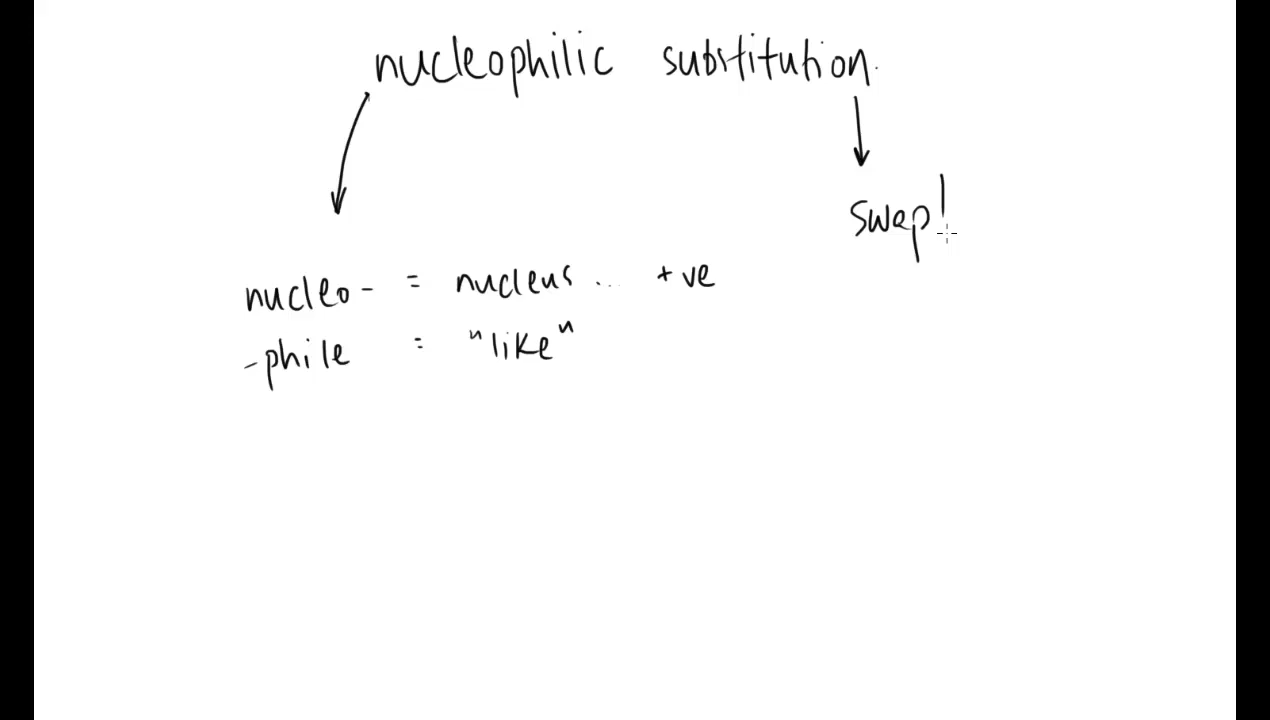 nucleophilic substitution.
swap!
nucleo- = nucleus ... +ve
-phile = "like"